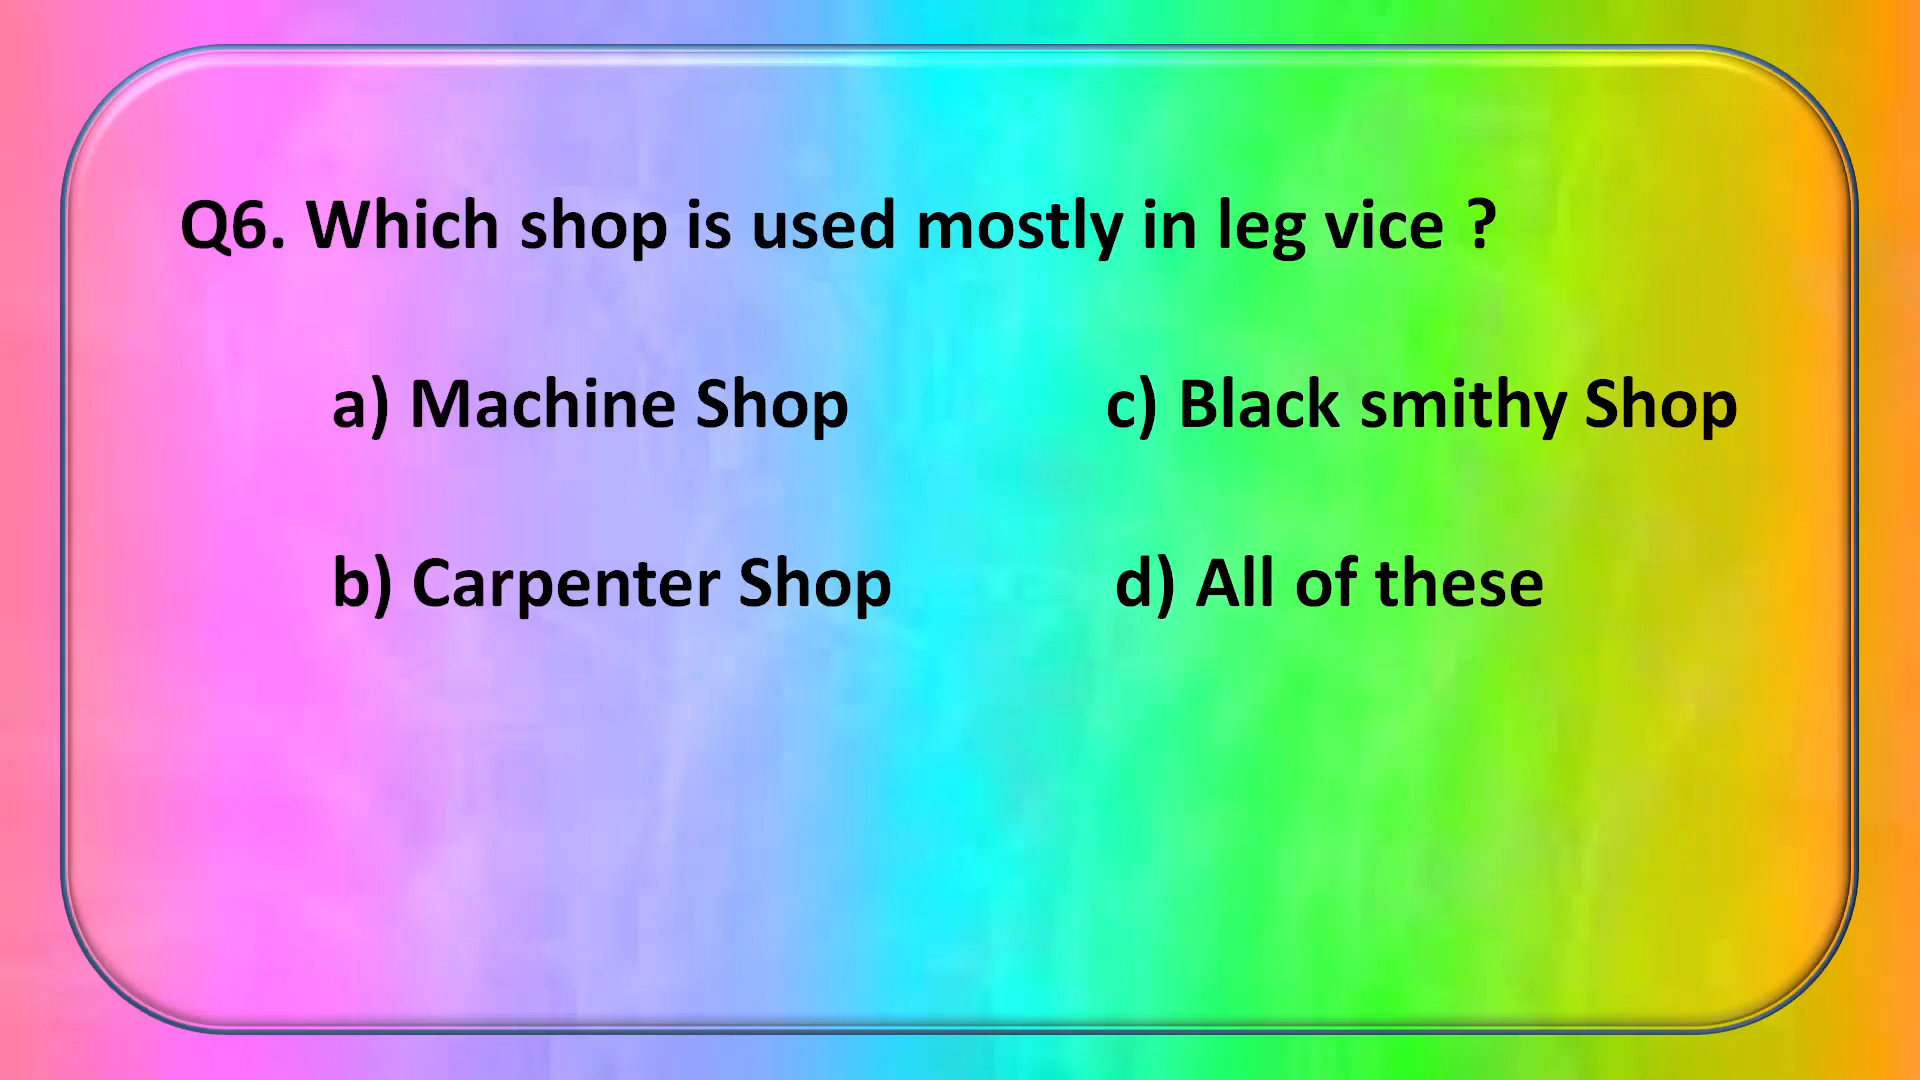 Q6. Which shop is used mostly in leg vice ?
a) Machine Shop c) Black smithy Shop
b) Carpenter Shop d) All of these